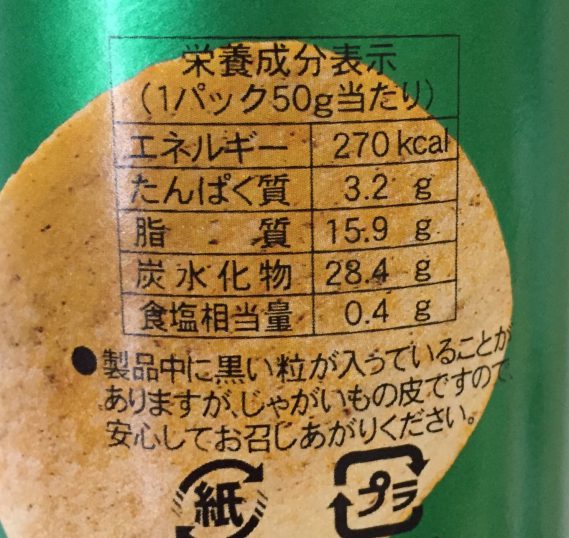 栄養成分表示
(1パック50g当たり)
エネルギー 270kcal
たんぱく質 3.2 g
脂質 15.9 g
炭水化物 28.4 g
食塩相当量 0.4 g
●製品中に黒い粒が入っていることが
ありますが、じゃがいもの皮ですので、
安心してお召しあがりください。
紙 プラ